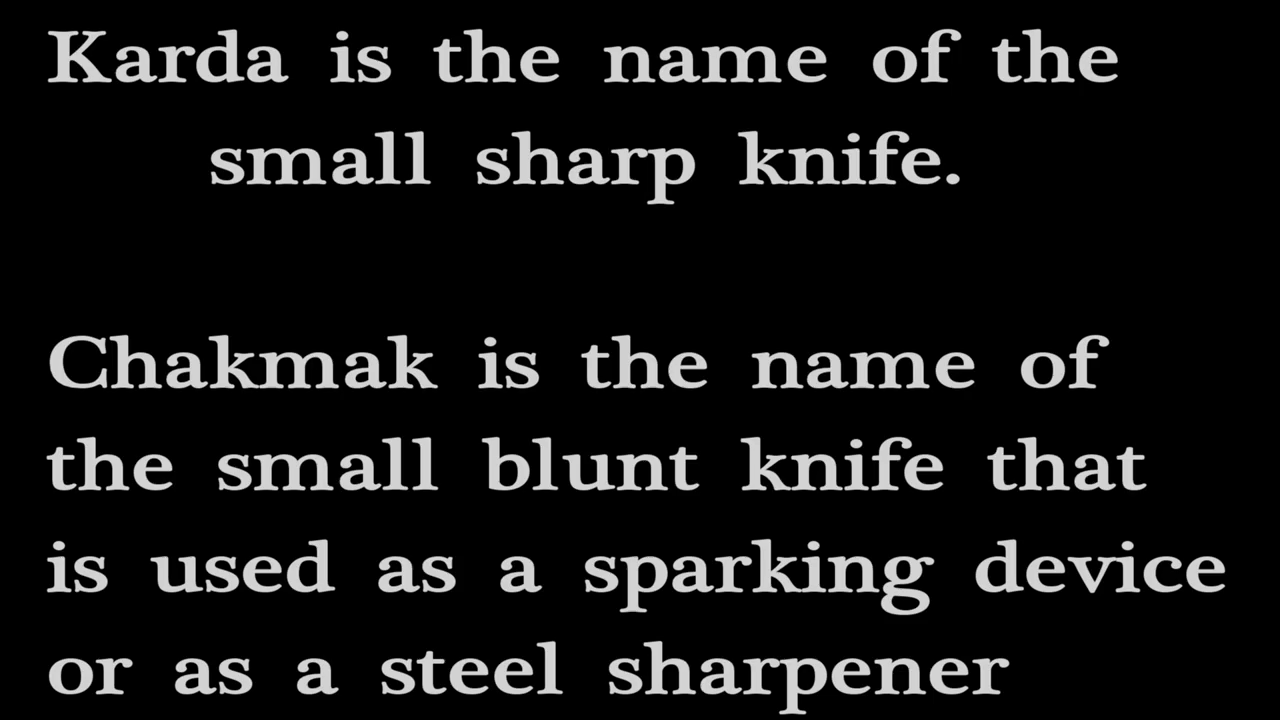 Karda is the name of the
small sharp knife.
Chakmak is the name of
the small blunt knife that
is used as a sparking device
or as a steel sharpener